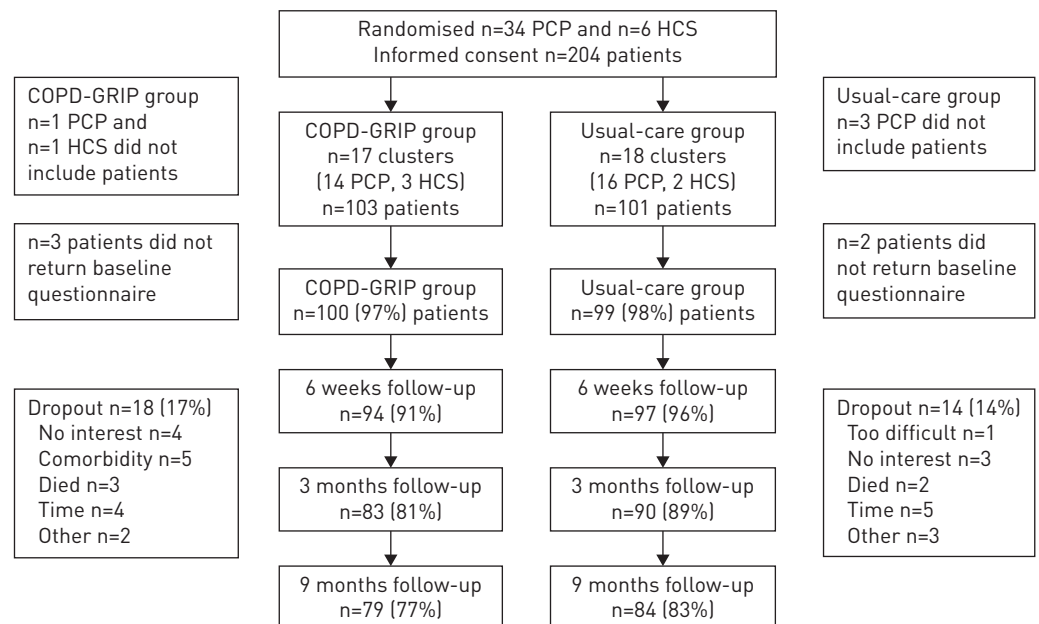 Randomised n=34 PCP and n=6 HCS
Informed consent n=204 patients
COPD-GRIP group
n=1 PCP and
n=1 HCS did not
include patients
COPD-GRIP group
n=17 clusters
(14 PCP, 3 HCS)
n=103 patients
Usual-care group
n=18 clusters
(16 PCP, 2 HCS)
n=101 patients
Usual-care group
n=3 PCP did not
include patients
n=3 patients did not
return baseline
questionnaire
COPD-GRIP group
n=100 (97%) patients
Usual-care group
n=99 (98%) patients
n=2 patients did
not return baseline
questionnaire
6 weeks follow-up
n=94 (91%)
6 weeks follow-up
n=97 (96%)
Dropout n=18 (17%)
No interest n=4
Comorbidity n=5
Died n=3
Time n=4
Other n=2
3 months follow-up
n=83 (81%)
3 months follow-up
n=90 (89%)
Dropout n=14 (14%)
Too difficult n=1
No interest n=3
Died n=2
Time n=5
Other n=3
9 months follow-up
n=79 (77%)
9 months follow-up
n=84 (83%)